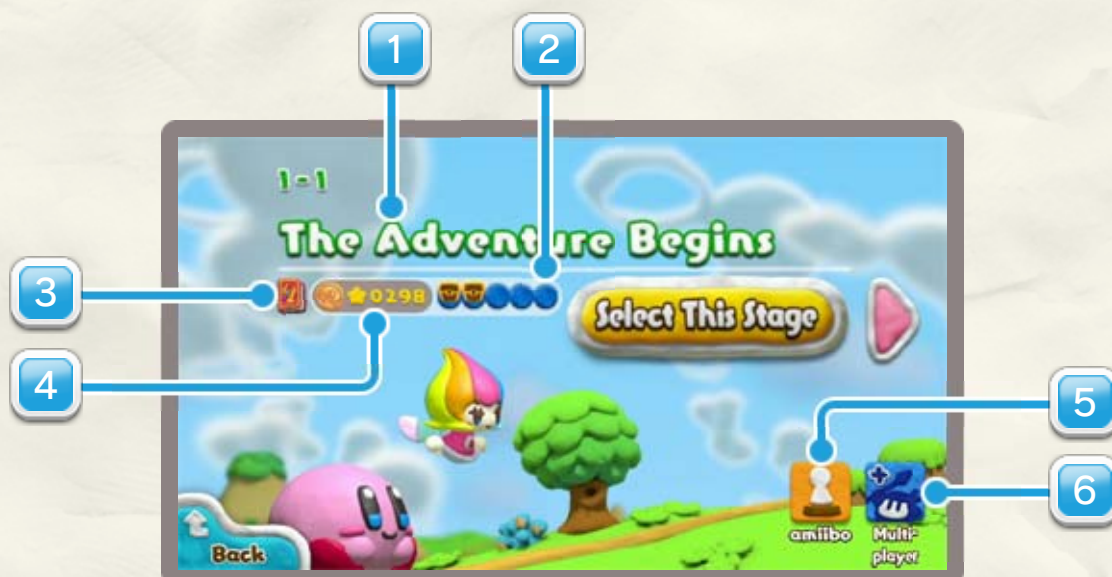 1
2
1-1
The Adventure Begins
3
0298
Select This Stage
4
5
6
amiibo
Multi-
player
Back